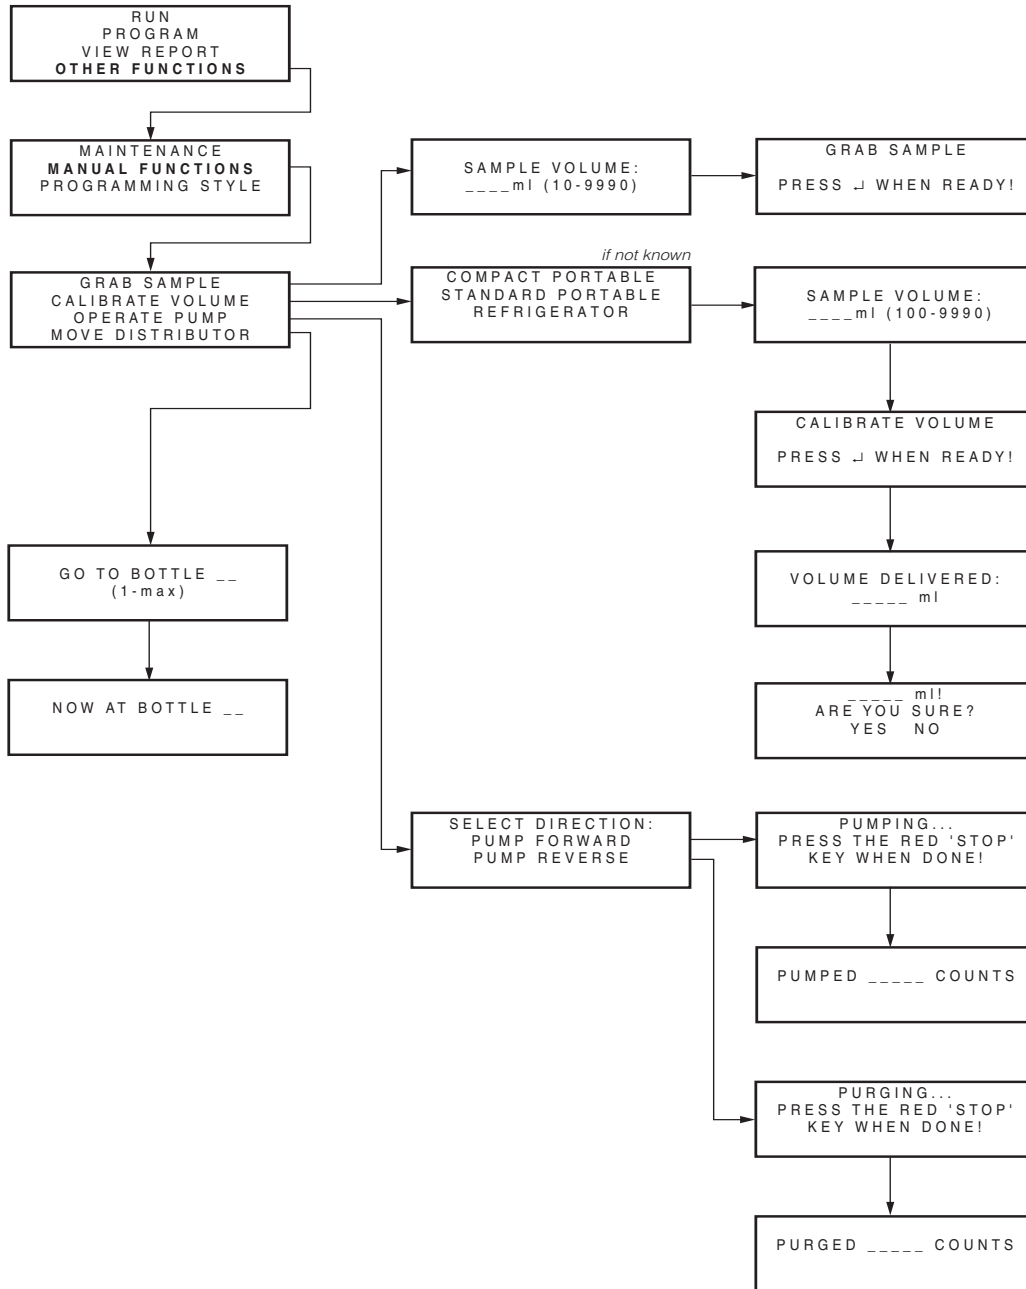 RUN
PROGRAM
VIEW REPORT
OTHER FUNCTIONS
MAINTENANCE
MANUAL FUNCTIONS
PROGRAMMING STYLE
SAMPLE VOLUME:
____ml (10-9990)
GRAB SAMPLE
PRESS ↵ WHEN READY!
GRAB SAMPLE
CALIBRATE VOLUME
OPERATE PUMP
MOVE DISTRIBUTOR
if not known
COMPACT PORTABLE
STANDARD PORTABLE
REFRIGERATOR
SAMPLE VOLUME:
____ml (100-9990)
CALIBRATE VOLUME
PRESS ↵ WHEN READY!
GO TO BOTTLE __
(1-max)
VOLUME DELIVERED:
_____ ml
NOW AT BOTTLE __
_____ ml!
ARE YOU SURE?
YES NO
SELECT DIRECTION:
PUMP FORWARD
PUMP REVERSE
PUMPING...
PRESS THE RED 'STOP'
KEY WHEN DONE!
PUMPED _____ COUNTS
PURGING...
PRESS THE RED 'STOP'
KEY WHEN DONE!
PURGED _____ COUNTS